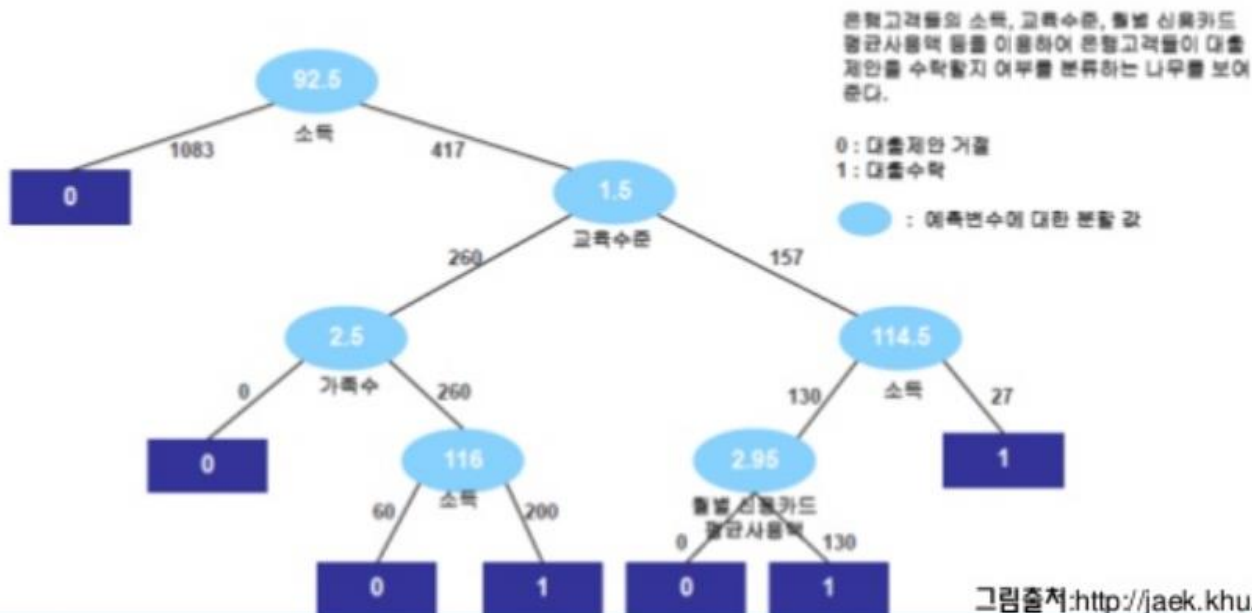 은행고객들의 소득, 교육수준, 월별 신용카드
평균사용액 등을 이용하여 은행고객들이 대출
제안을 수락할지 여부를 분류하는 나무를 보여
준다.
0 : 대출제안 거절
1 : 대출수락
: 예측변수에 대한 분할 값
92.5
소득
1083
417
0
1.5
교육수준
260
157
2.5
가족수
114.5
소득
0
260
130
27
0
116
소득
2.95
월별 신용카드
평균사용액
1
60
200
0
130
0
1
0
1
그림출처:http://jaek.khu